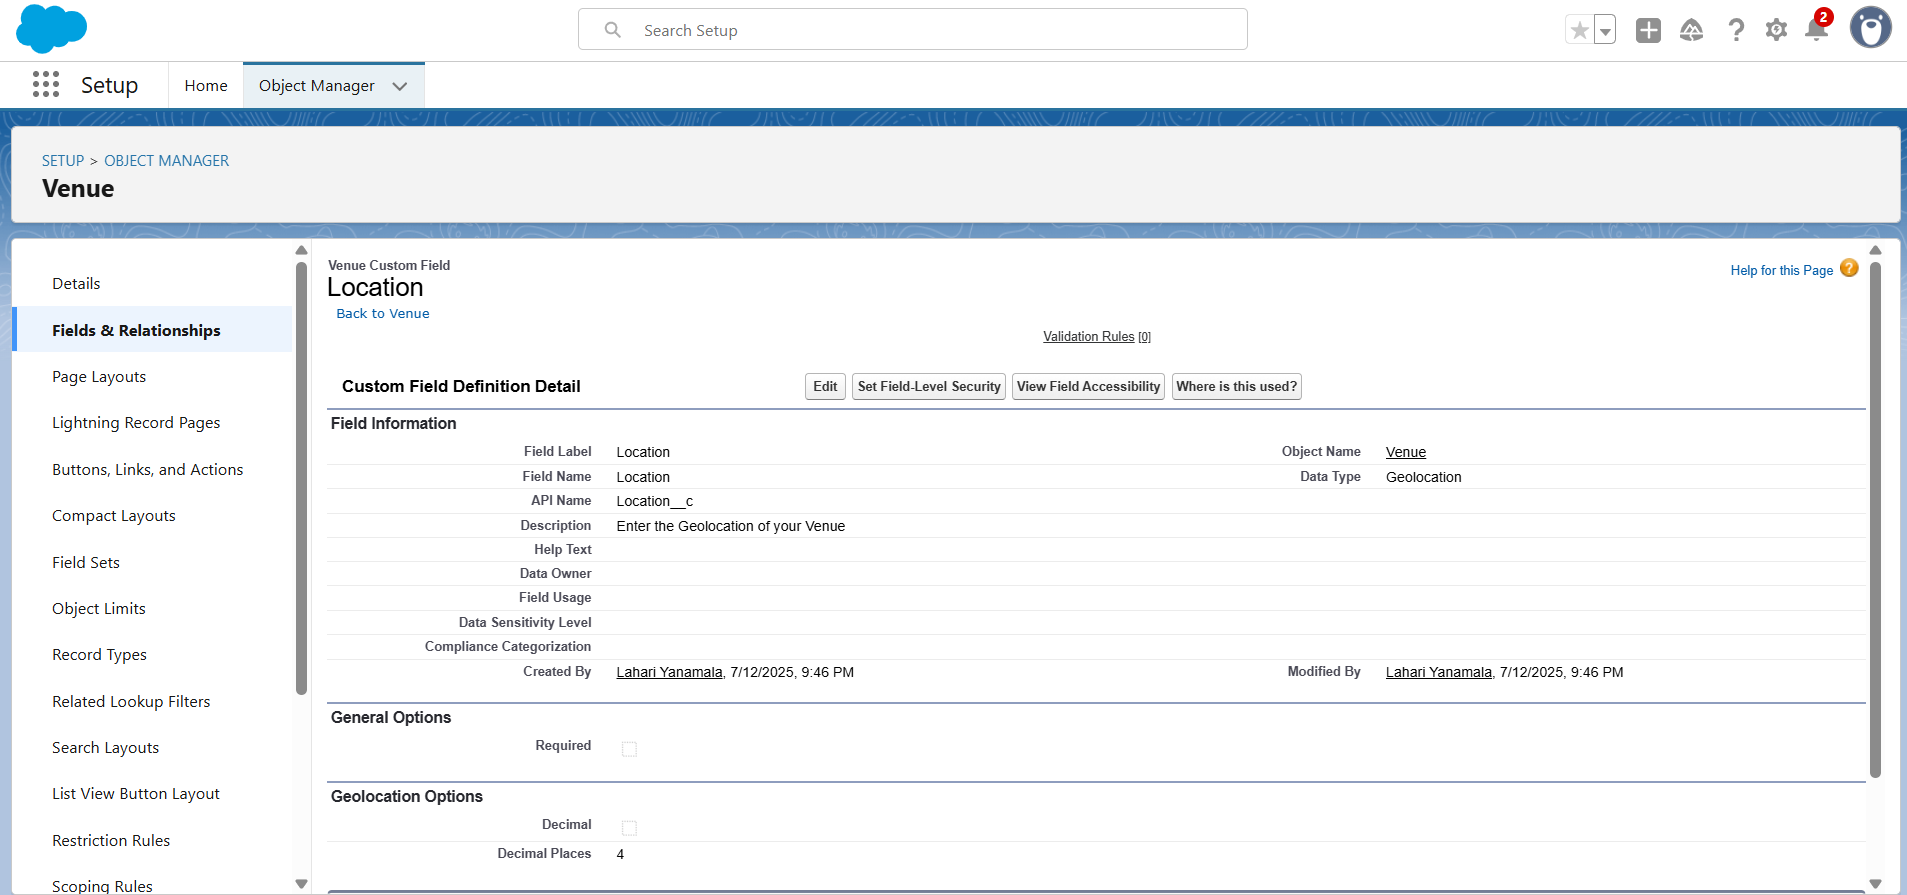 Search Setup
2
Setup
Home
Object Manager
SETUP > OBJECT MANAGER
Venue
Details
Fields & Relationships
Page Layouts
Lightning Record Pages
Buttons, Links, and Actions
Compact Layouts
Field Sets
Object Limits
Record Types
Related Lookup Filters
Search Layouts
List View Button Layout
Restriction Rules
Scoping Rules
Venue Custom Field
Location
Back to Venue
Help for this Page ?
Validation Rules [0]
Custom Field Definition Detail
Edit Set Field-Level Security View Field Accessibility Where is this used?
Field Information
Field Label Location Object Name Venue
Field Name Location Data Type Geolocation
API Name Location__c
Description Enter the Geolocation of your Venue
Help Text
Data Owner
Field Usage
Data Sensitivity Level
Compliance Categorization
Created By Lahari Yanamala, 7/12/2025, 9:46 PM Modified By Lahari Yanamala, 7/12/2025, 9:46 PM
General Options
Required
Geolocation Options
Decimal
Decimal Places 4